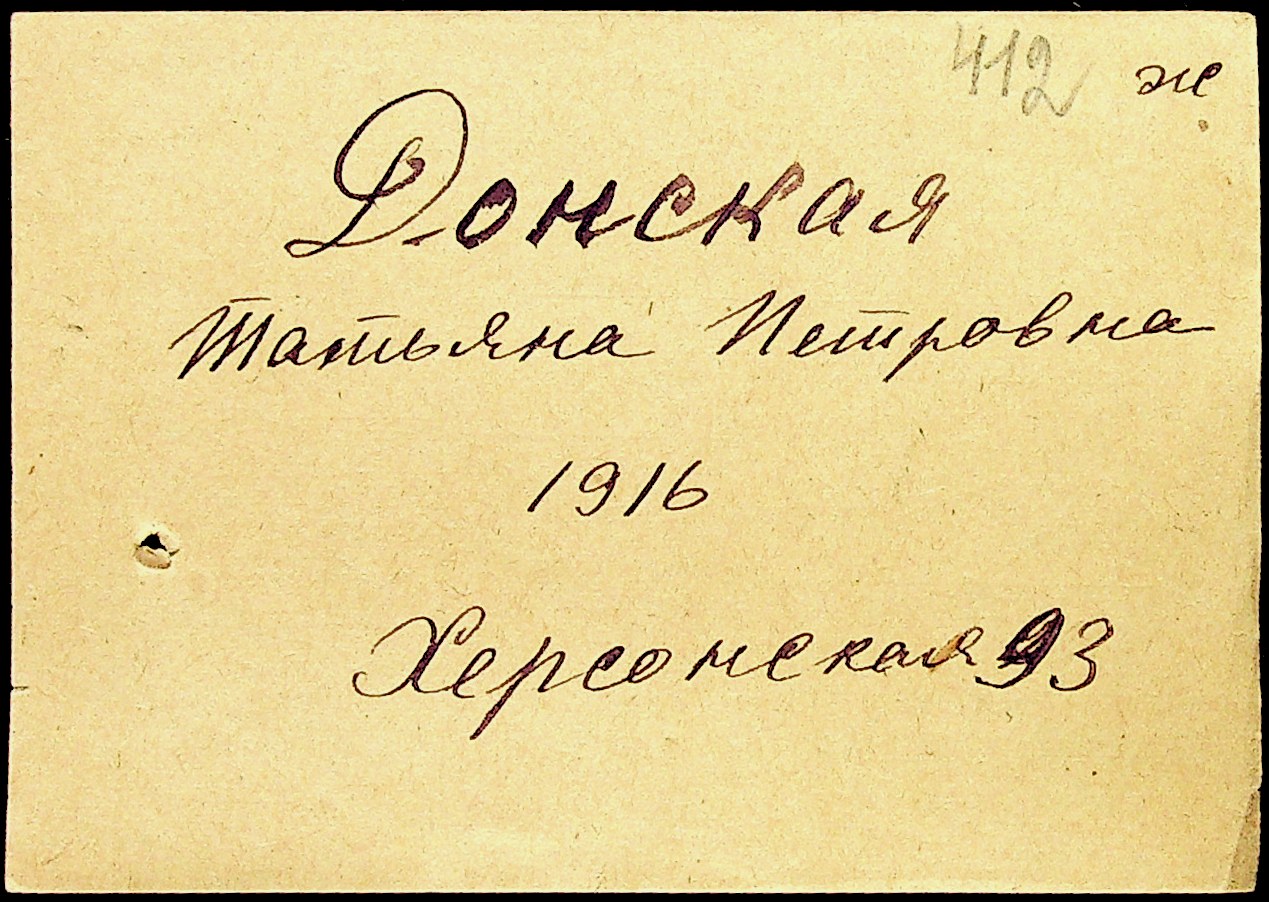 412 ж.
Донская
Татьяна Петровна
1916
Херсонская 93